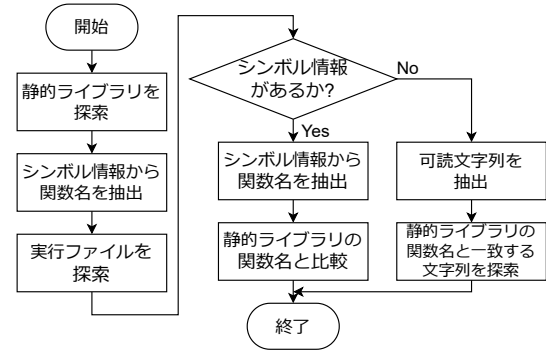 開始
静的ライブラリを
探索
シンボル情報から
関数名を抽出
実行ファイルを
探索
シンボル情報
があるか?
Yes
No
シンボル情報から
関数名を抽出
静的ライブラリの
関数名と比較
可読文字列を
抽出
静的ライブラリの
関数名と一致する
文字列を探索
終了